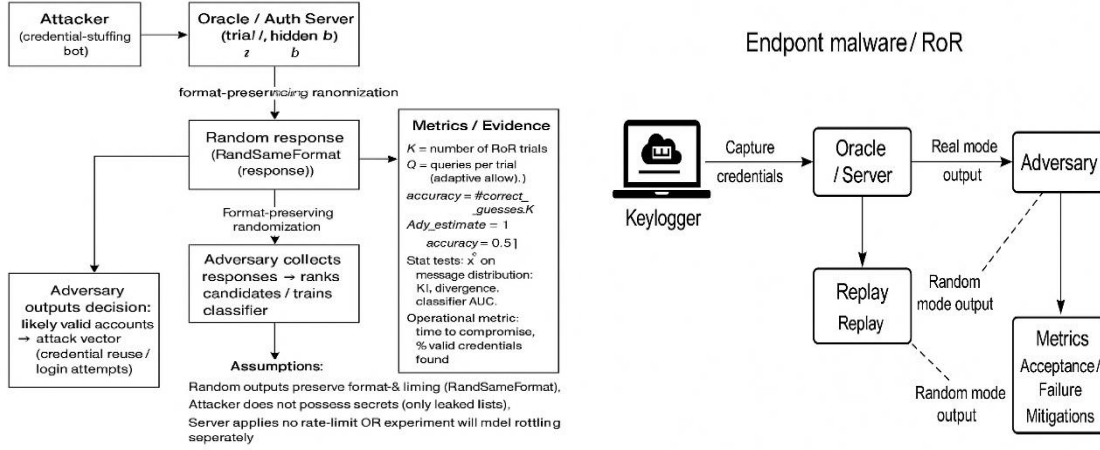 Attacker
(credential-stuffing
bot)
Oracle / Auth Server
(trial /, hidden b)
i b
format-preserving ranomnization
Random response
(RandSameFormat
(response))
Format-preserving
randomization
Adversary collects
responses → ranks
candidates / trains
classifier
Adversary
outputs decision:
likely valid accounts
→ attack vector
(credential reuse /
login attempts)
Metrics / Evidence
K = number of RoR trials
Q = queries per trial
(adaptive allow).)
accuracy = #correct_
guesses.K
Ady_estimate = 1
accuracy = 0.5⌉
Stat tests: x on
message distribution:
KI, divergence.
classifier AUC.
Operational metric:
time to compromise,
% valid credentials
found
Assumptions:
Random outputs preserve format-& liming (RandSameFormat),
Attacker does not possess secrets (only leaked lists),
Server applies no rate-limit OR experiment will mdel rottling
seperately
Endpont malware / RoR
Keylogger
Capture
credentials
Oracle
/ Server
Real mode
output
Adversary
Random
mode output
Replay
Replay
Random mode
output
Metrics
Acceptance /
Failure
Mitigations